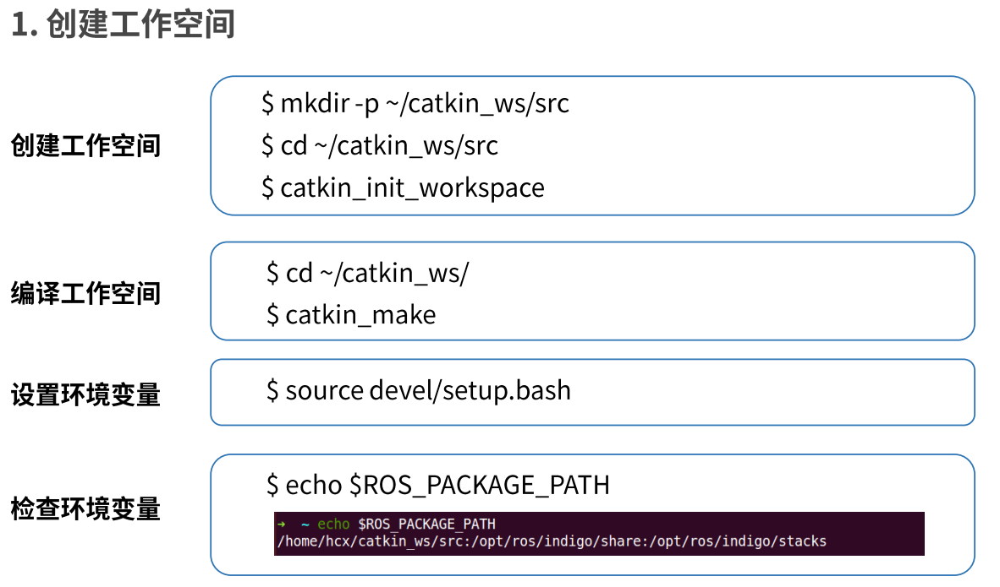 1. 创建工作空间
创建工作空间
$ mkdir -p ~/catkin_ws/src
$ cd ~/catkin_ws/src
$ catkin_init_workspace
编译工作空间
$ cd ~/catkin_ws/
$ catkin_make
设置环境变量
$ source devel/setup.bash
检查环境变量
$ echo $ROS_PACKAGE_PATH
➜ ~ echo $ROS_PACKAGE_PATH
/home/hcx/catkin_ws/src:/opt/ros/indigo/share:/opt/ros/indigo/stacks